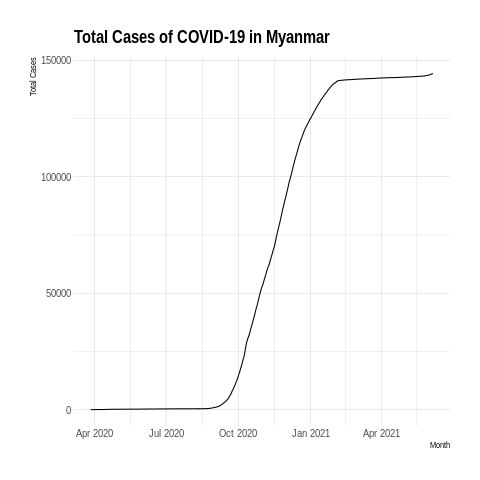 Total Cases of COVID-19 in Myanmar
Total Cases
150000
100000
50000
0
Apr 2020 Jul 2020 Oct 2020 Jan 2021 Apr 2021
Month